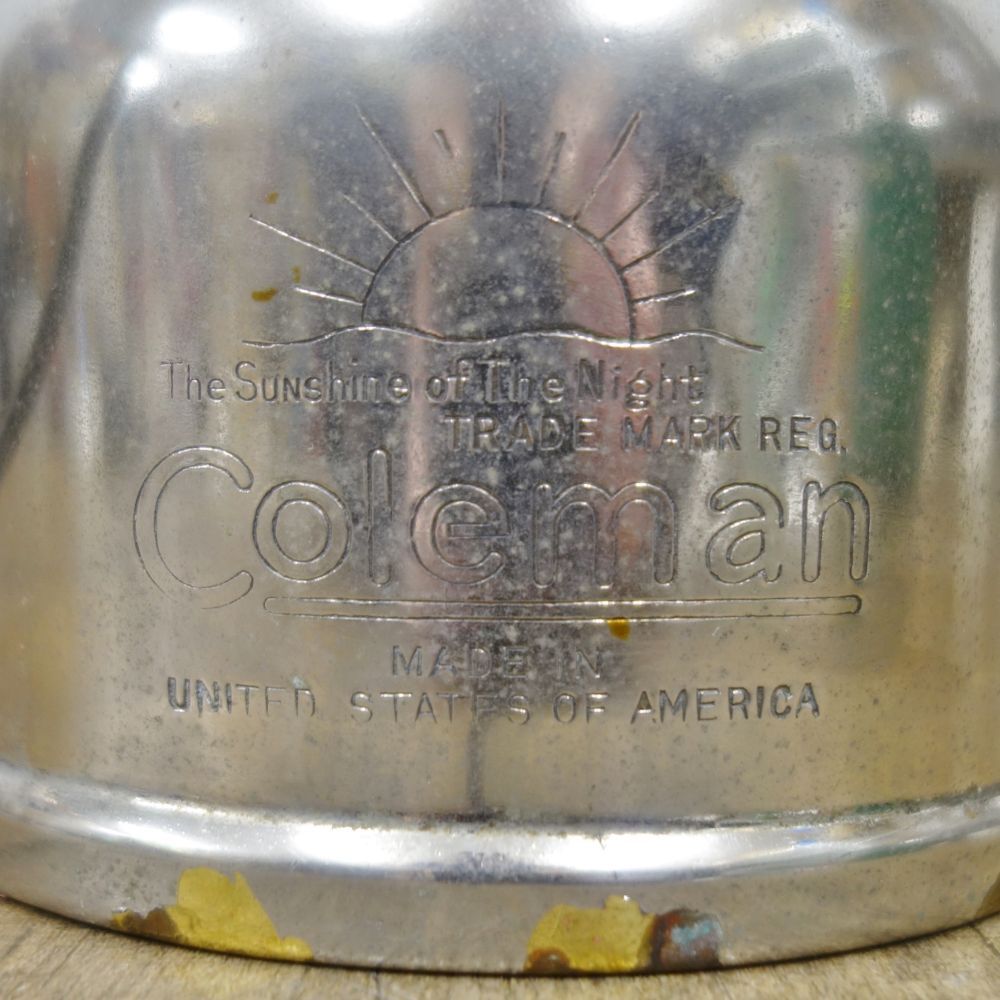 The Sunshine of The Night
TRADE MARK REG.
Coleman
MADE IN
UNITED STATES OF AMERICA